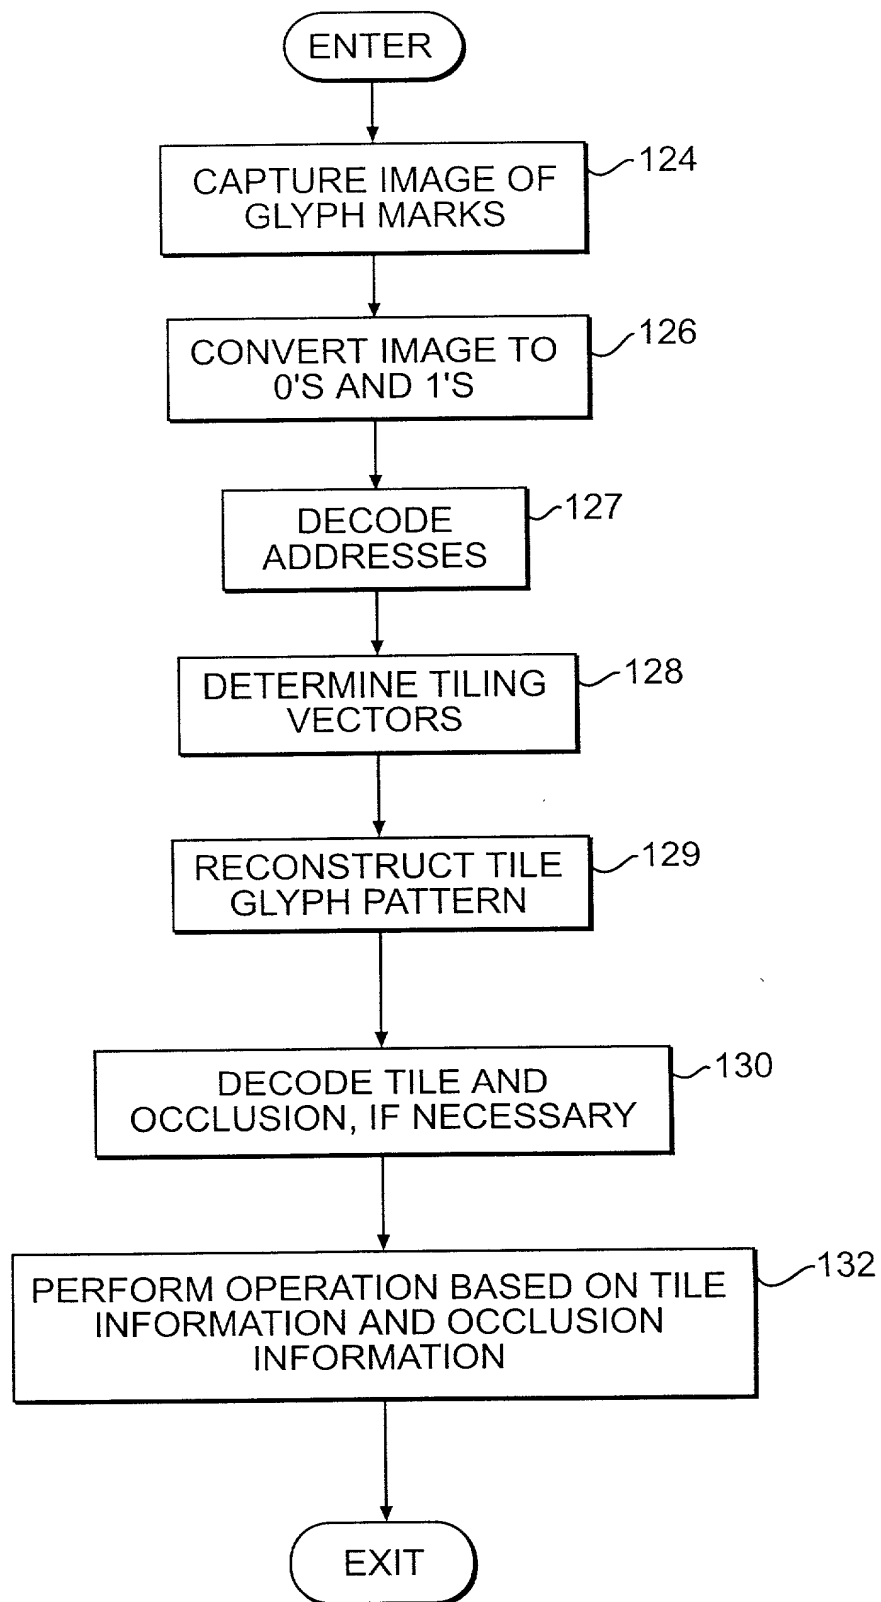 ENTER
CAPTURE IMAGE OF
GLYPH MARKS
124
CONVERT IMAGE TO
0'S AND 1'S
126
DECODE
ADDRESSES
127
DETERMINE TILING
VECTORS
128
RECONSTRUCT TILE
GLYPH PATTERN
129
DECODE TILE AND
OCCLUSION, IF NECESSARY
130
PERFORM OPERATION BASED ON TILE
INFORMATION AND OCCLUSION
INFORMATION
132
EXIT